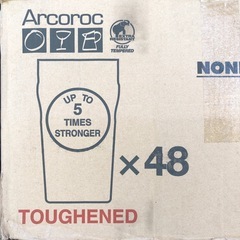 Arcoroc
FULLY
TEMPERED
NONI
UP TO
5
TIMES
STRONGER
×48
TOUGHENED